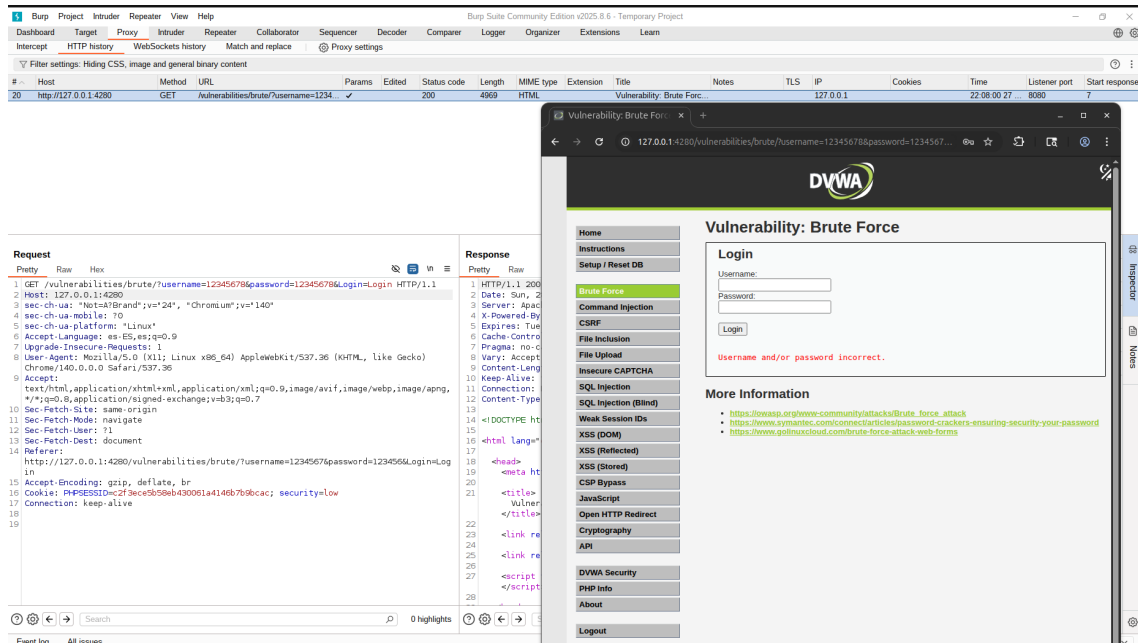 Burp Project Intruder Repeater View Help
Burp Suite Community Edition v2025.8.6 - Temporary Project
Dashboard Target Proxy Intruder Repeater Collaborator Sequencer Decoder Comparer Logger Organizer Extensions Learn
Intercept HTTP history WebSockets history Match and replace Proxy settings
Filter settings: Hiding CSS, image and general binary content
# Host Method URL Params Edited Status code Length MIME type Extension Title Notes TLS IP Cookies Time Listener port Start response
20 http://127.0.0.1:4280 GET /vulnerabilities/brute/?username=1234... ✓ 200 4969 HTML Vulnerability: Brute Forc... 127.0.0.1 22:08:00 27 ... 8080 7
Request
Pretty Raw Hex
1 GET /vulnerabilities/brute/?username=12345678&password=12345678&Login=Login HTTP/1.1
2 Host: 127.0.0.1:4280
3 sec-ch-ua: "Not=A?Brand";v="24", "Chromium";v="140"
4 sec-ch-ua-mobile: ?0
5 sec-ch-ua-platform: "Linux"
6 Accept-Language: es-ES,es;q=0.9
7 Upgrade-Insecure-Requests: 1
8 User-Agent: Mozilla/5.0 (X11; Linux x86_64) AppleWebKit/537.36 (KHTML, like Gecko)
Chrome/140.0.0.0 Safari/537.36
9 Accept:
text/html,application/xhtml+xml,application/xml;q=0.9,image/avif,image/webp,image/apng,
*/*;q=0.8,application/signed-exchange;v=b3;q=0.7
10 Sec-Fetch-Site: same-origin
11 Sec-Fetch-Mode: navigate
12 Sec-Fetch-User: ?1
13 Sec-Fetch-Dest: document
14 Referer:
http://127.0.0.1:4280/vulnerabilities/brute/?username=1234567&password=123456&Login=Log
in
15 Accept-Encoding: gzip, deflate, br
16 Cookie: PHPSESSID=c2f3ece5b58eb430061a4146b7b9bcac; security=low
17 Connection: keep-alive
18
19
Search 0 highlights
Event log All issues
Response
Pretty Raw
1 HTTP/1.1 200
2 Date: Sun, 2
3 Server: Apac
4 X-Powered-By
5 Expires: Tue
6 Cache-Contro
7 Pragma: no-c
8 Vary: Accept
9 Content-Leng
10 Keep-Alive:
11 Connection:
12 Content-Type
13
14 <!DOCTYPE ht
15
16 <html lang="
17
18 <head>
19 <meta ht
20
21 <title>
Vulner
</title>
22
23 <link re
24
25 <link re
26
27 <script
</script
28
Vulnerability: Brute Forc
127.0.0.1:4280/vulnerabilities/brute/?username=12345678&password=1234567...
DVWA
Home
Instructions
Setup / Reset DB
Brute Force
Command Injection
CSRF
File Inclusion
File Upload
Insecure CAPTCHA
SQL Injection
SQL Injection (Blind)
Weak Session IDs
XSS (DOM)
XSS (Reflected)
XSS (Stored)
CSP Bypass
JavaScript
Open HTTP Redirect
Cryptography
API
DVWA Security
PHP Info
About
Logout
Vulnerability: Brute Force
Login
Username:
Password:
Login
Username and/or password incorrect.
More Information
https://owasp.org/www-community/attacks/Brute_force_attack
https://www.symantec.com/connect/articles/password-crackers-ensuring-security-your-password
https://www.golinuxcloud.com/brute-force-attack-web-forms
Inspector
Notes